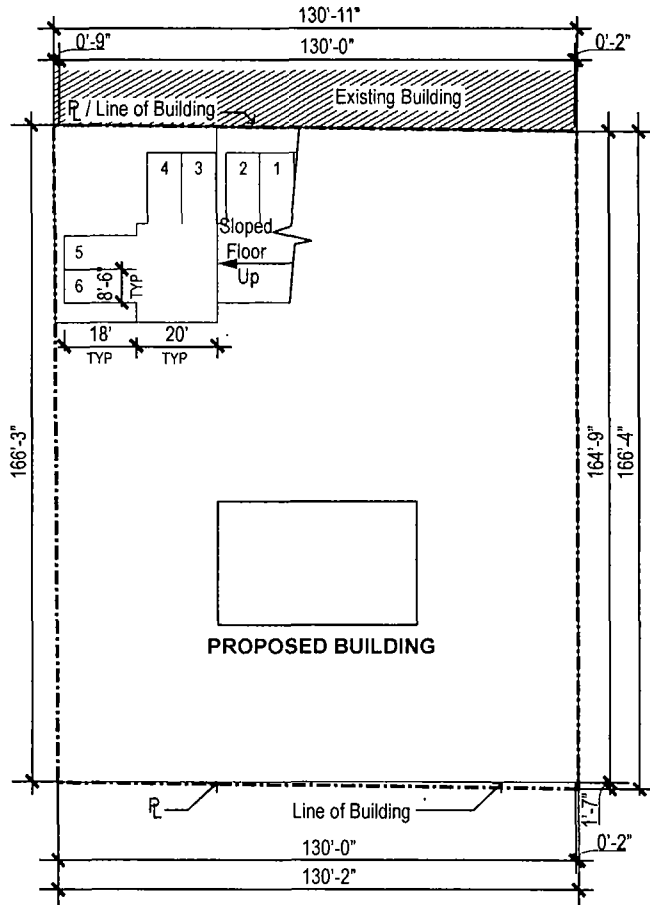 130'-11"
0'-9"
130'-0"
0'-2"
Existing Building
PL / Line of Building
4
3
2
1
5
6
8'-6"
TYP
Sloped
Floor
Up
18'
TYP
20'
TYP
166'-3"
164'-9"
166'-4"
PROPOSED BUILDING
PL
Line of Building
1'-7"
0'-2"
130'-0"
130'-2"